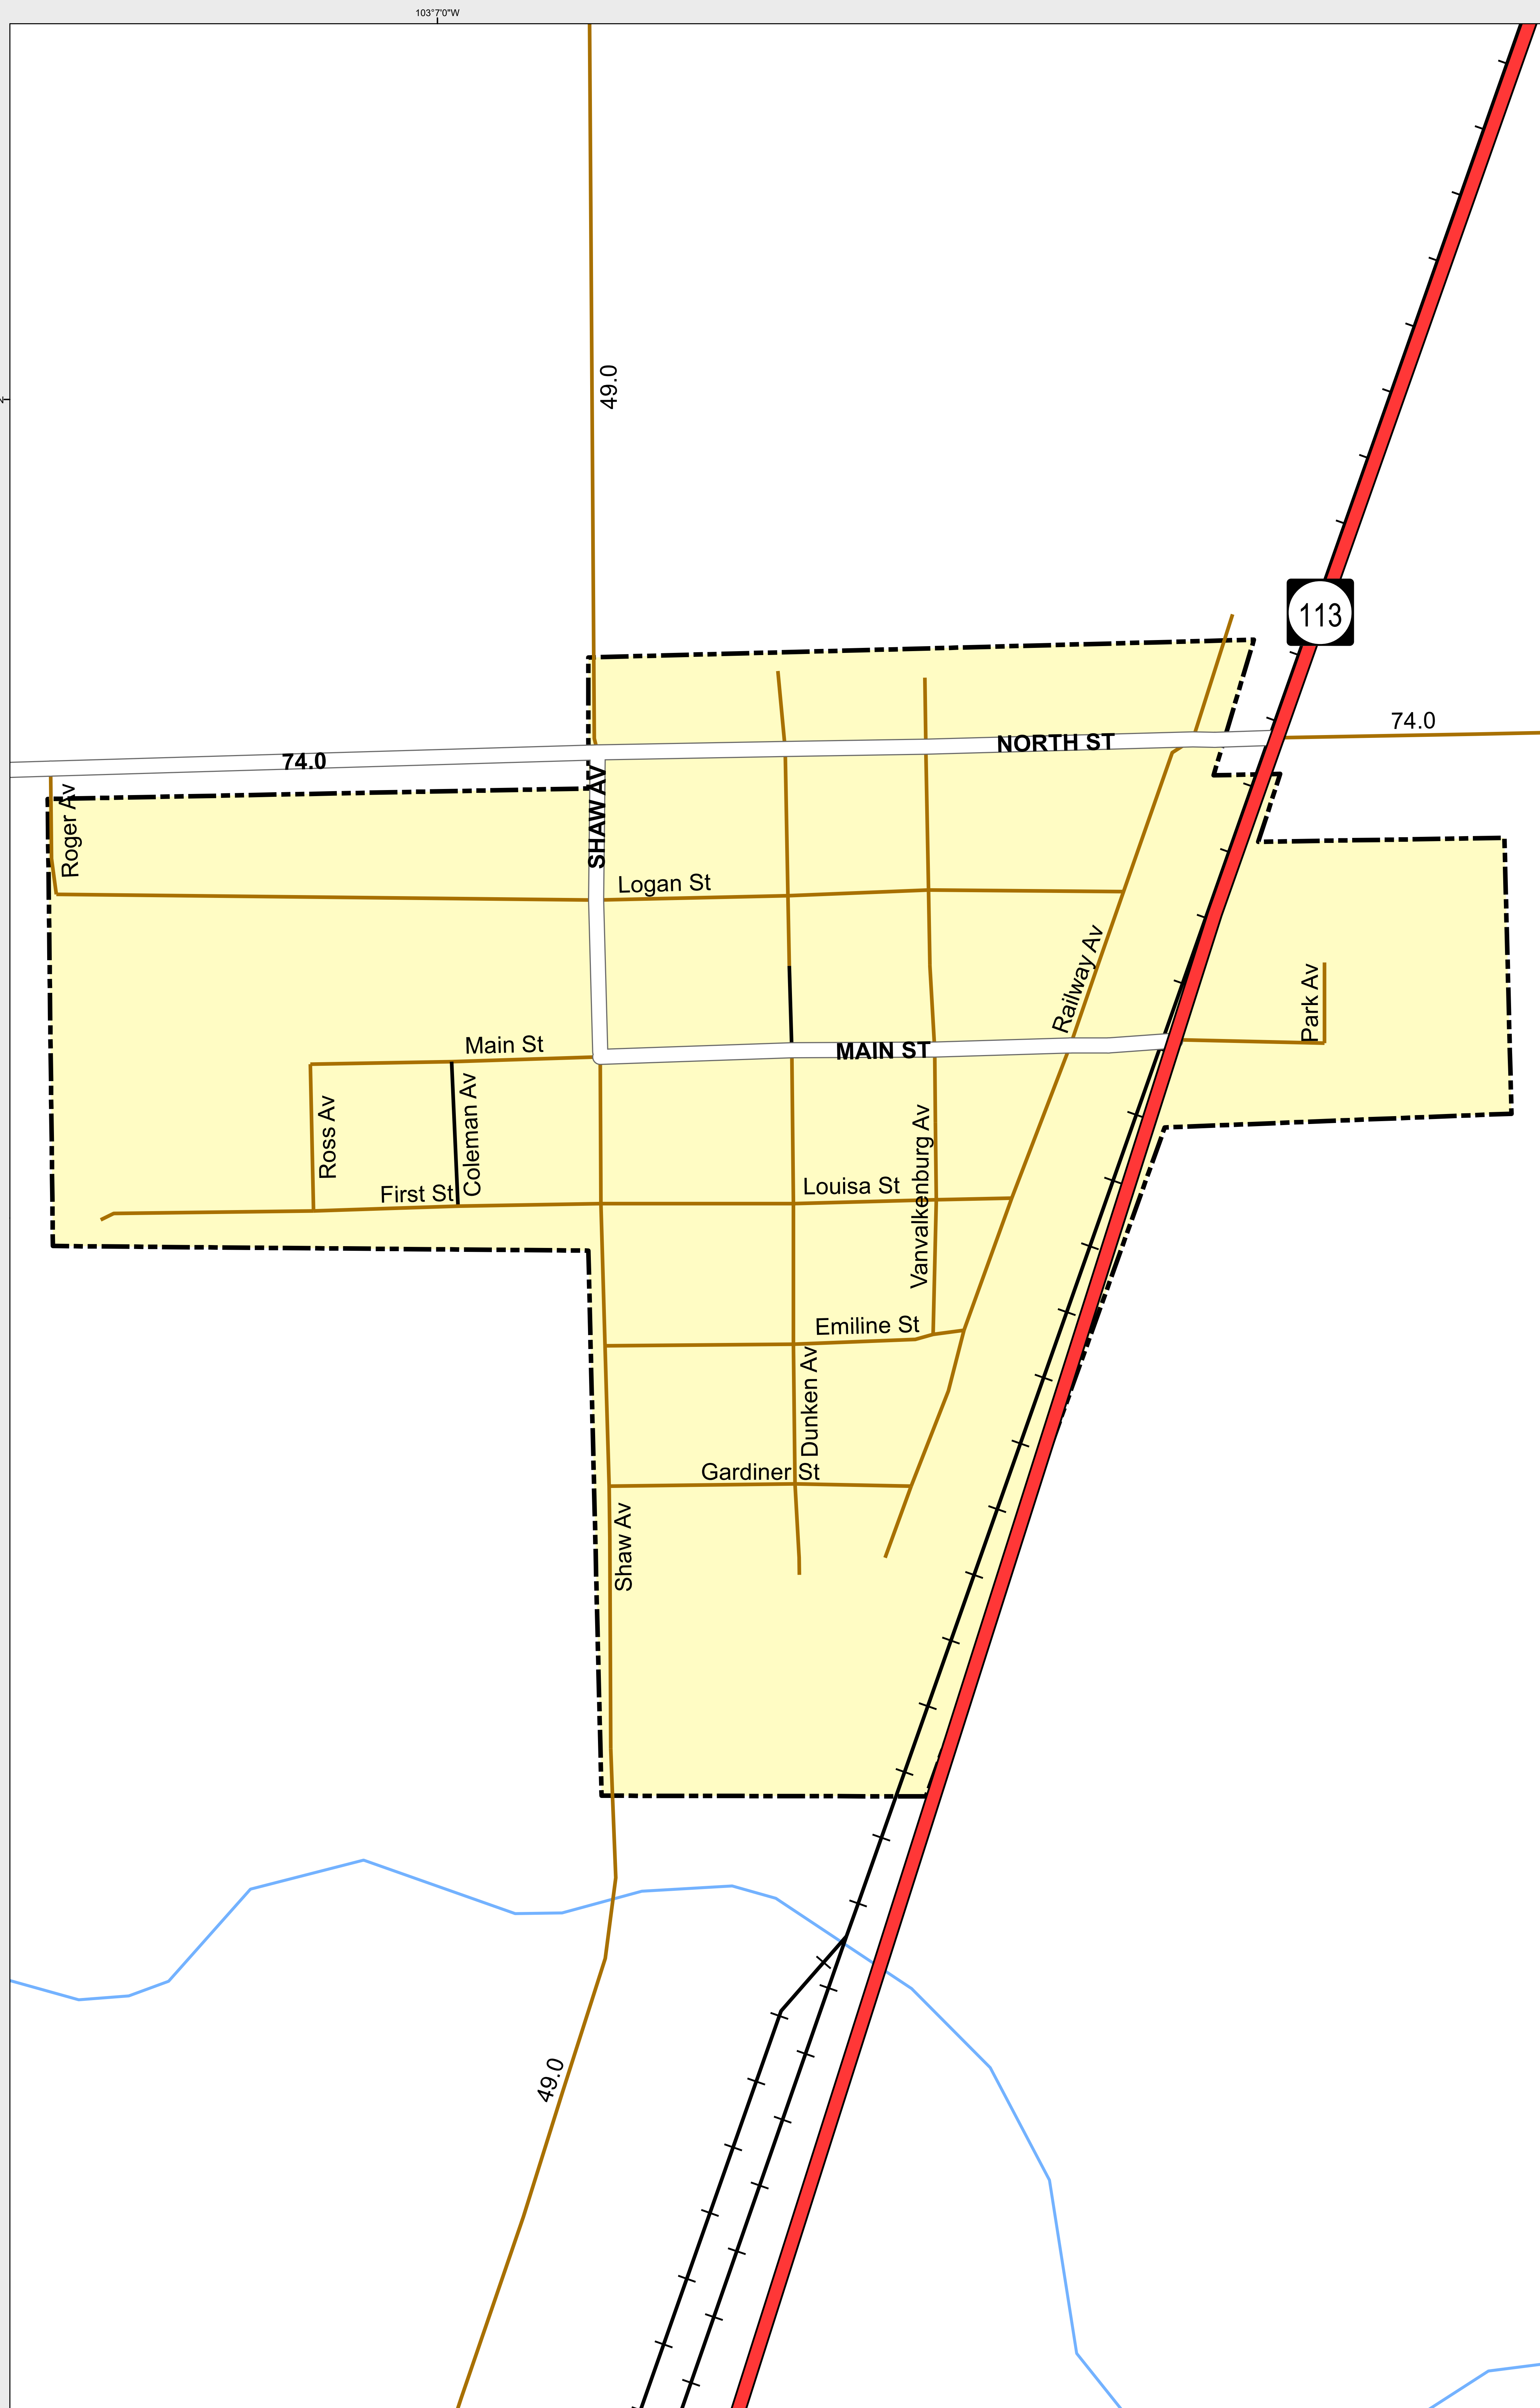 103°7'0"W
49.0
113
74.0
NORTH ST
74.0
Roger Av
SHAW AV
Logan St
Railway Av
Park Av
Main St
MAIN ST
Coleman Av
Ross Av
Vanvalkenburg Av
First St
Louisa St
Emiline St
Dunken Av
Gardiner St
Shaw Av
49.0